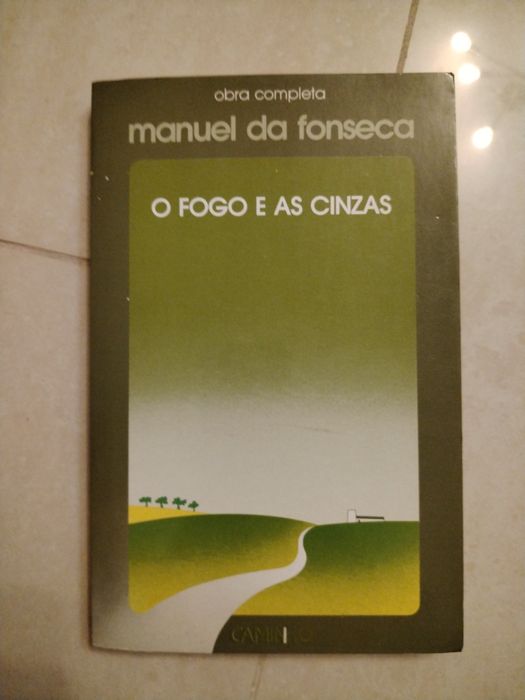 obra completa
manuel da fonseca
O FOGO E AS CINZAS
CAMINHO